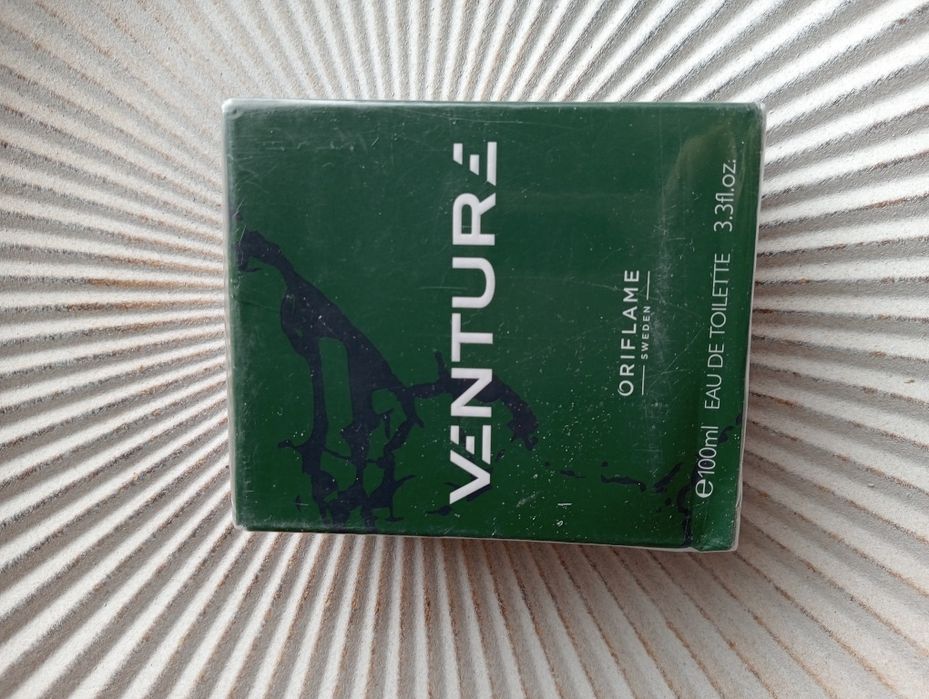 VENTURE
ORIFLAME
SWEDEN
e100ml EAU DE TOILETTE 3.3fl.oz.